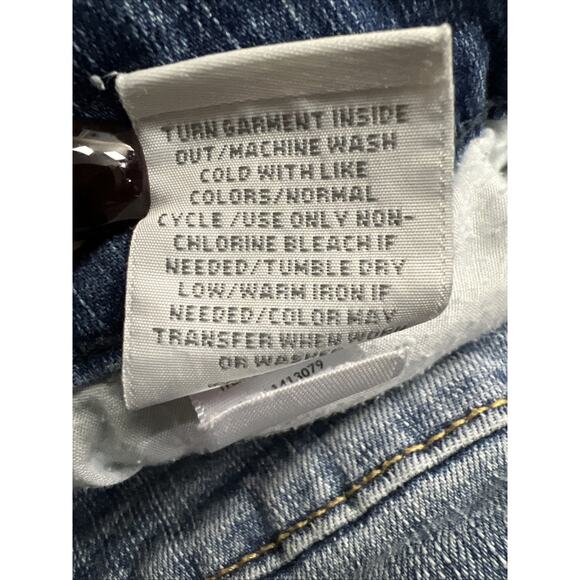 TURN GARMENT INSIDE
OUT/MACHINE WASH
COLD WITH LIKE
COLORS/NORMAL
CYCLE /USE ONLY NON-
CHLORINE BLEACH IF
NEEDED/TUMBLE DRY
LOW/WARM IRON IF
NEEDED/COLOR MAY
TRANSFER WHEN WORN
OR WASHED
1413079